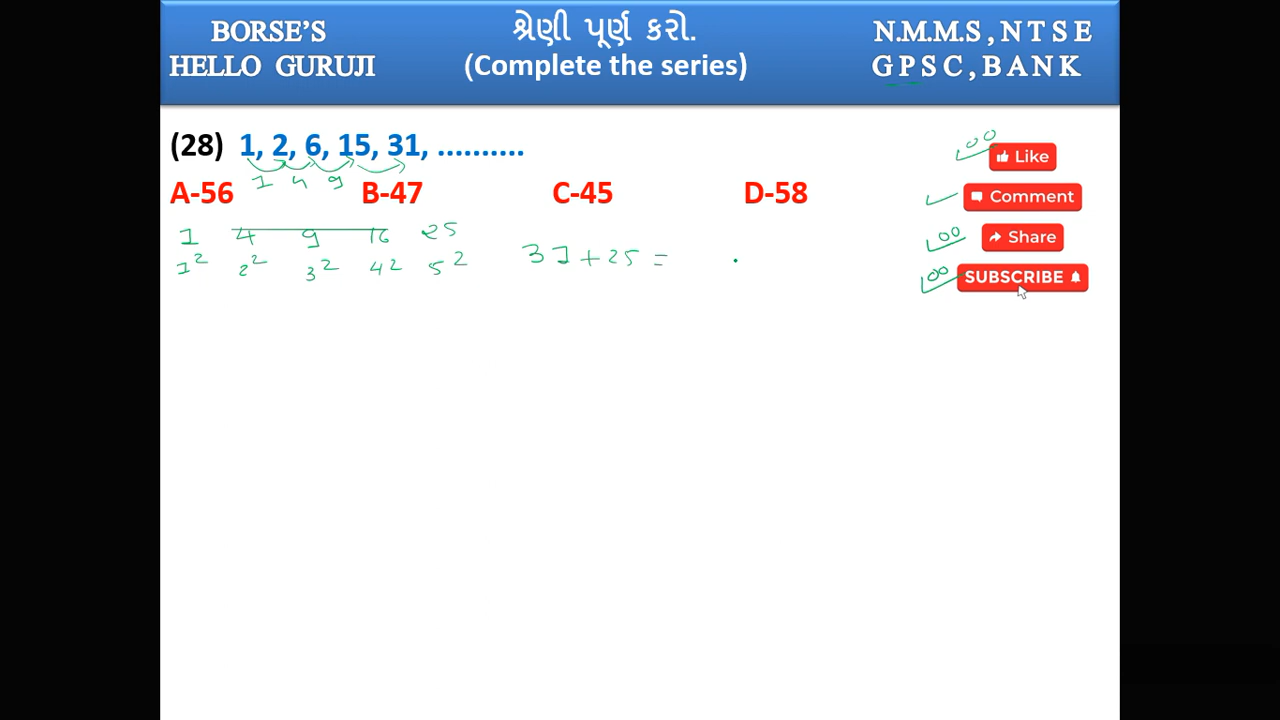 BORSE'S
HELLO GURUJI
શ્રેણી પૂર્ણ કરો.
(Complete the series)
N.M.M.S , N T S E
G P S C , B A N K
(28) 1, 2, 6, 15, 31, ..........
1 4 9
A-56 B-47 C-45 D-58
1 4 9 16 25
1² 2² 3² 4² 5²
31 + 25 =
Like
Comment
Share
SUBSCRIBE